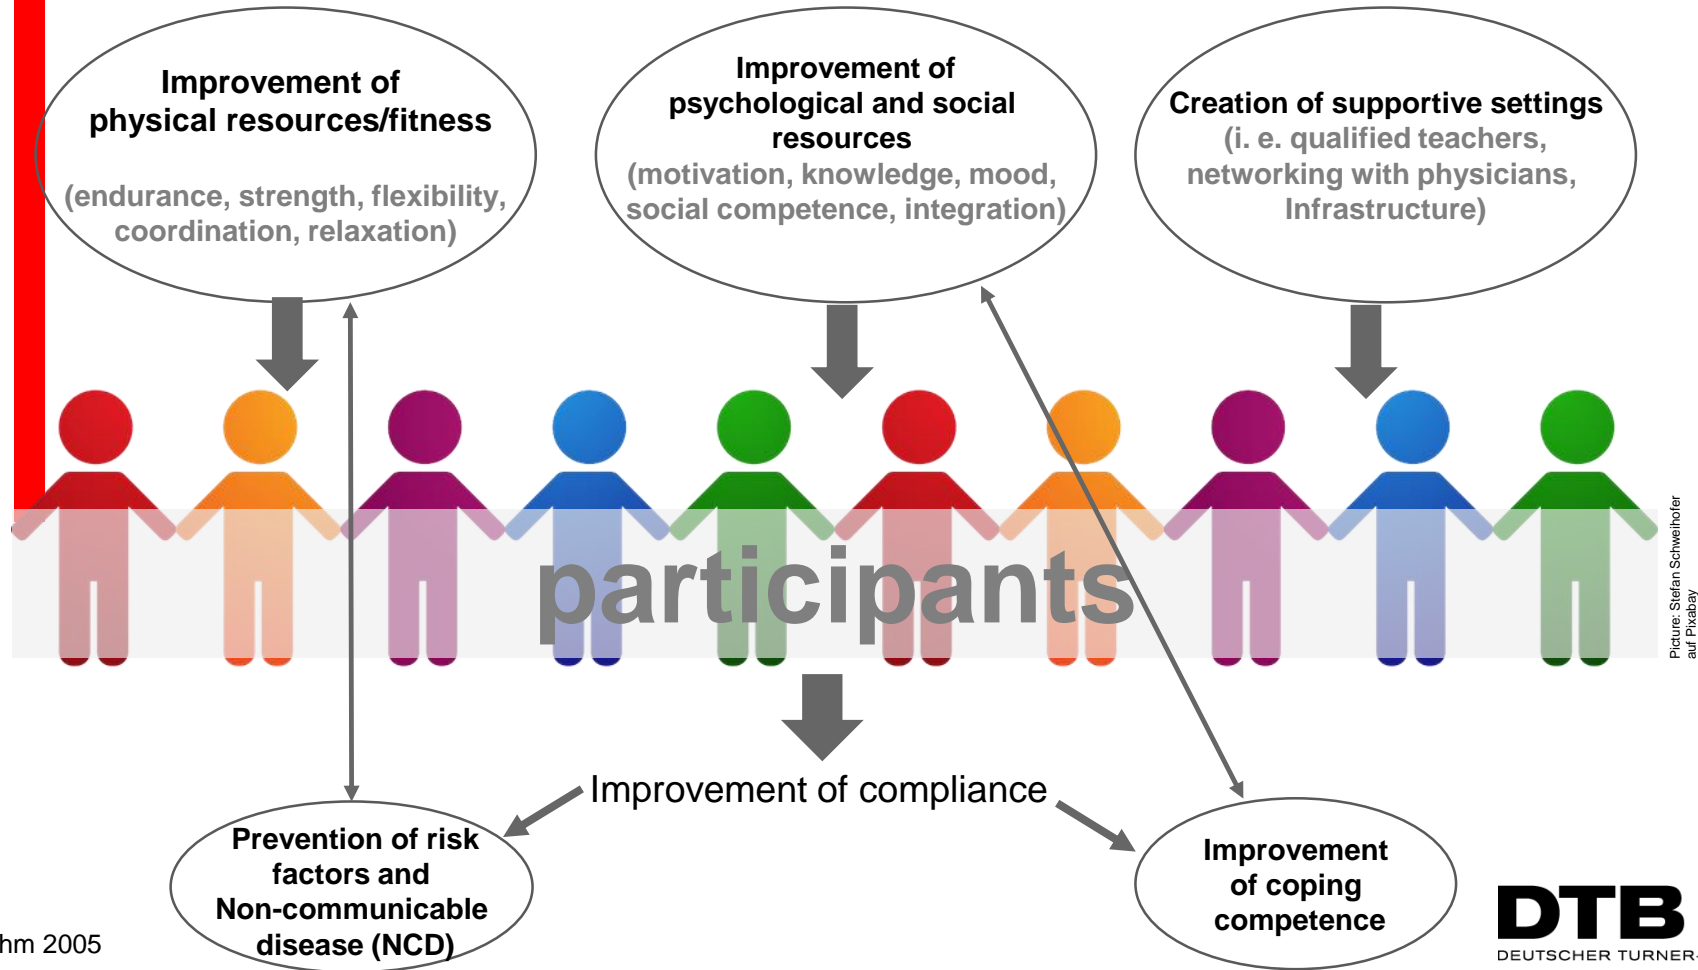 Improvement of
physical resources/fitness
(endurance, strength, flexibility,
coordination, relaxation)
Improvement of
psychological and social
resources
(motivation, knowledge, mood,
social competence, integration)
Creation of supportive settings
(i. e. qualified teachers,
networking with physicians,
Infrastructure)
participants
Picture: Stefan Schweihofer
auf Pixabay
Improvement of compliance
Prevention of risk
factors and
Non-communicable
disease (NCD)
Improvement
of coping
competence
hm 2005
DTB
DEUTSCHER TURNER-